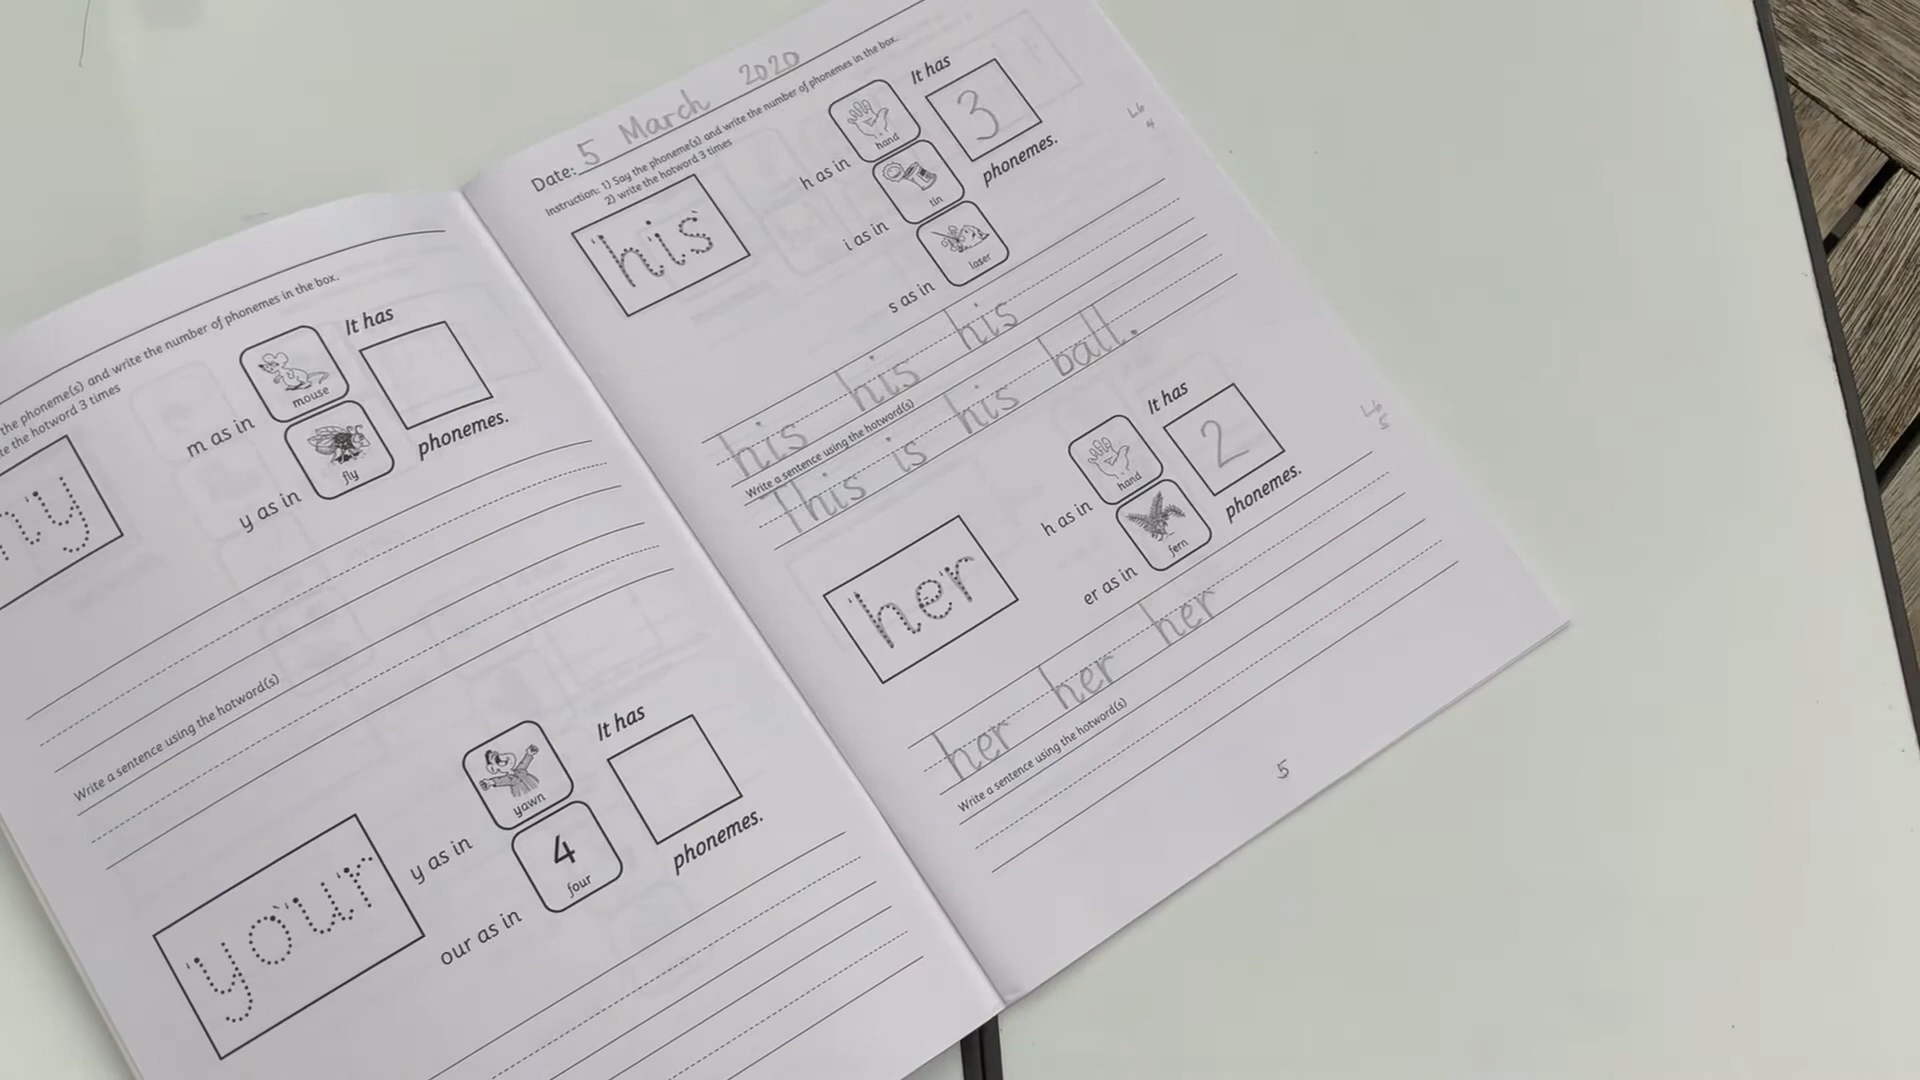 the phoneme(s) and write the number of phonemes in the box.
3 times
the hotword
m as in
mouse
y as in
fly
It has
phonemes.
Write a sentence using the hotword(s)
your
y as in
yawn
our as in
4
four
It has
phonemes.
Date: 5 March 2020
Instruction: 1) Say the phoneme(s) and write the number of phonemes in the box.
2) write the hotword 3 times
his
h as in
hand
i as in
tin
s as in
laser
It has
3
phonemes.
his his his
Write a sentence using the hotword(s)
This is his ball.
her
h as in
hand
er as in
fern
It has
2
phonemes.
her her her
Write a sentence using the hotword(s)
5